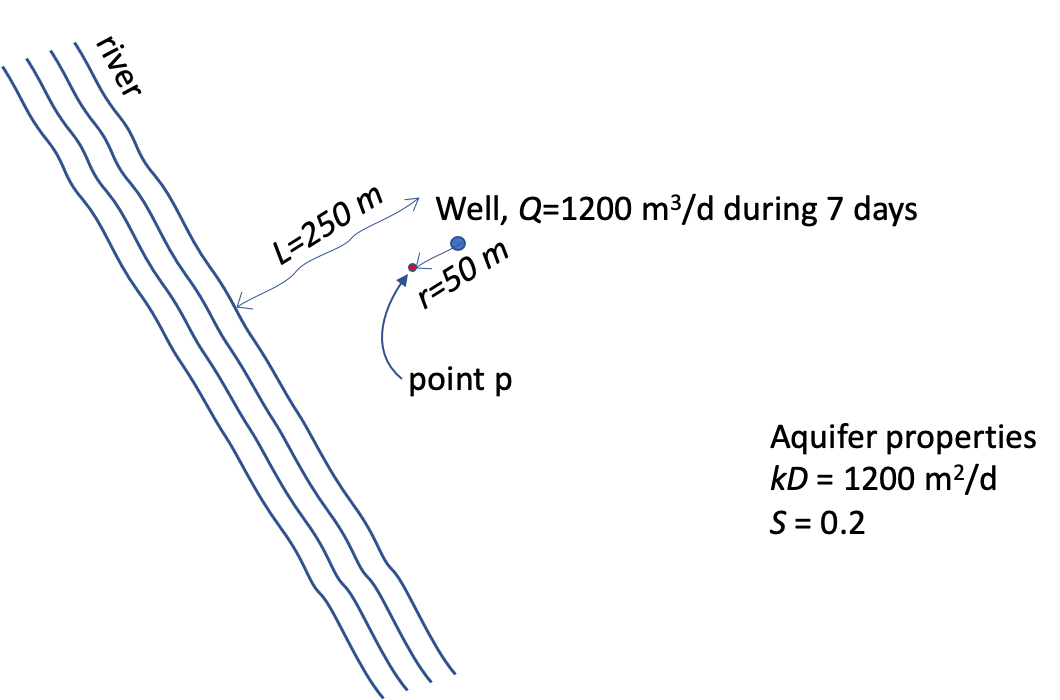 river
L=250 m
Well, Q=1200 m³/d during 7 days
r=50 m
point p
Aquifer properties
kD = 1200 m²/d
S = 0.2